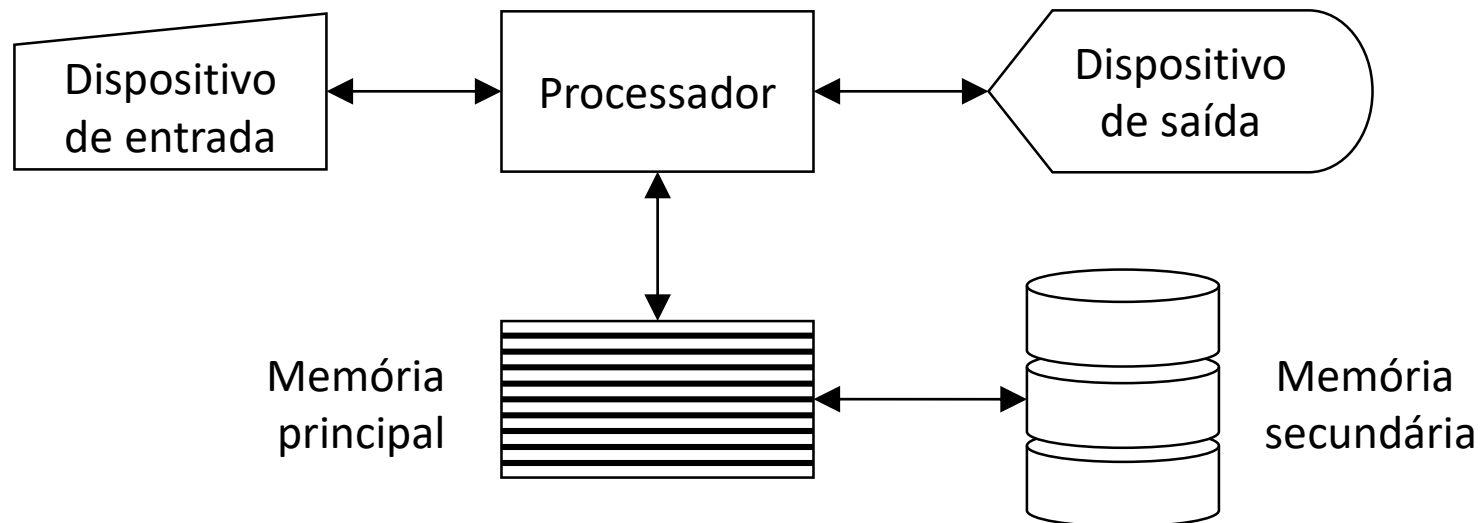 Dispositivo
de entrada
Processador
Dispositivo
de saída
Memória
principal
Memória
secundária